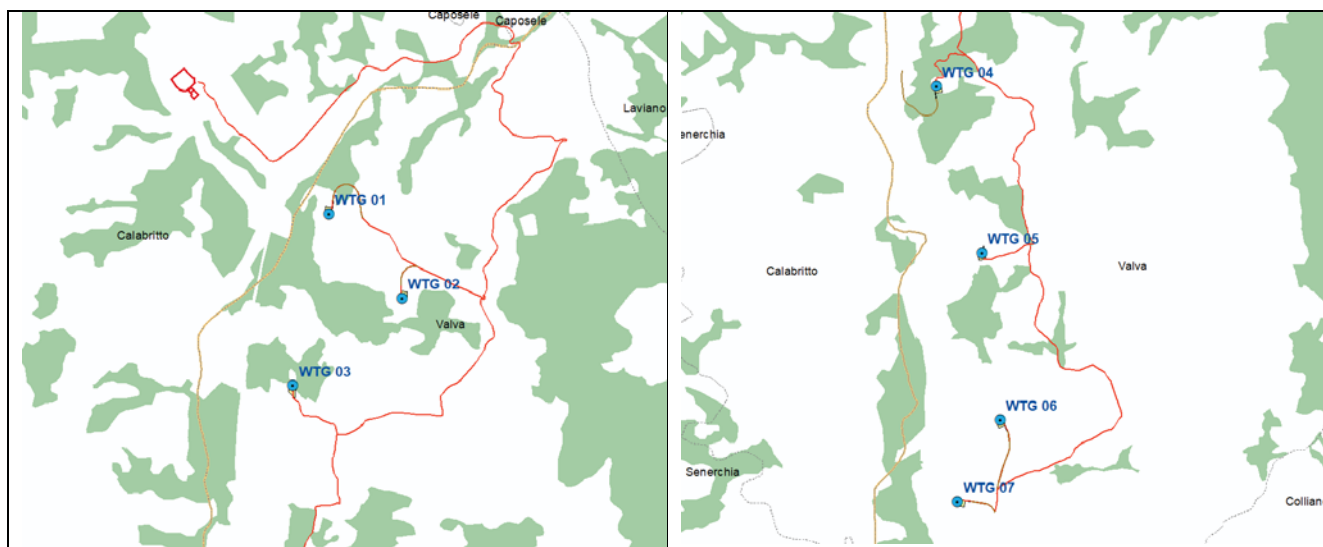 Caposele
Caposele
Laviano
WTG 01
Calabritto
WTG 02
Valva
WTG 03
WTG 04
enerchia
WTG 05
Calabritto
Valva
WTG 06
Senerchia
WTG 07
Collian